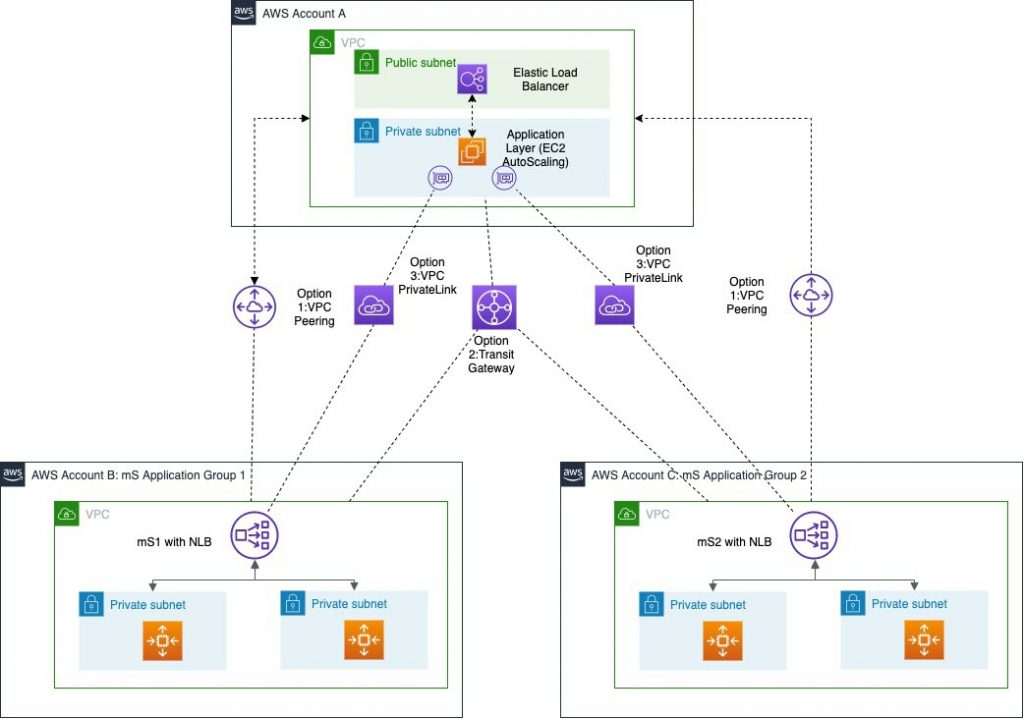 aws
AWS Account A
VPC
Public subnet
Elastic Load
Balancer
Private subnet
Application
Layer (EC2
AutoScaling)
Option
3:VPC
PrivateLink
Option
3:VPC
PrivateLink
Option
1:VPC
Peering
Option
1:VPC
Peering
Option
2:Transit
Gateway
aws
AWS Account B: mS Application Group 1
VPC
mS1 with NLB
Private subnet
Private subnet
aws
AWS Account C: mS Application Group 2
VPC
mS2 with NLB
Private subnet
Private subnet